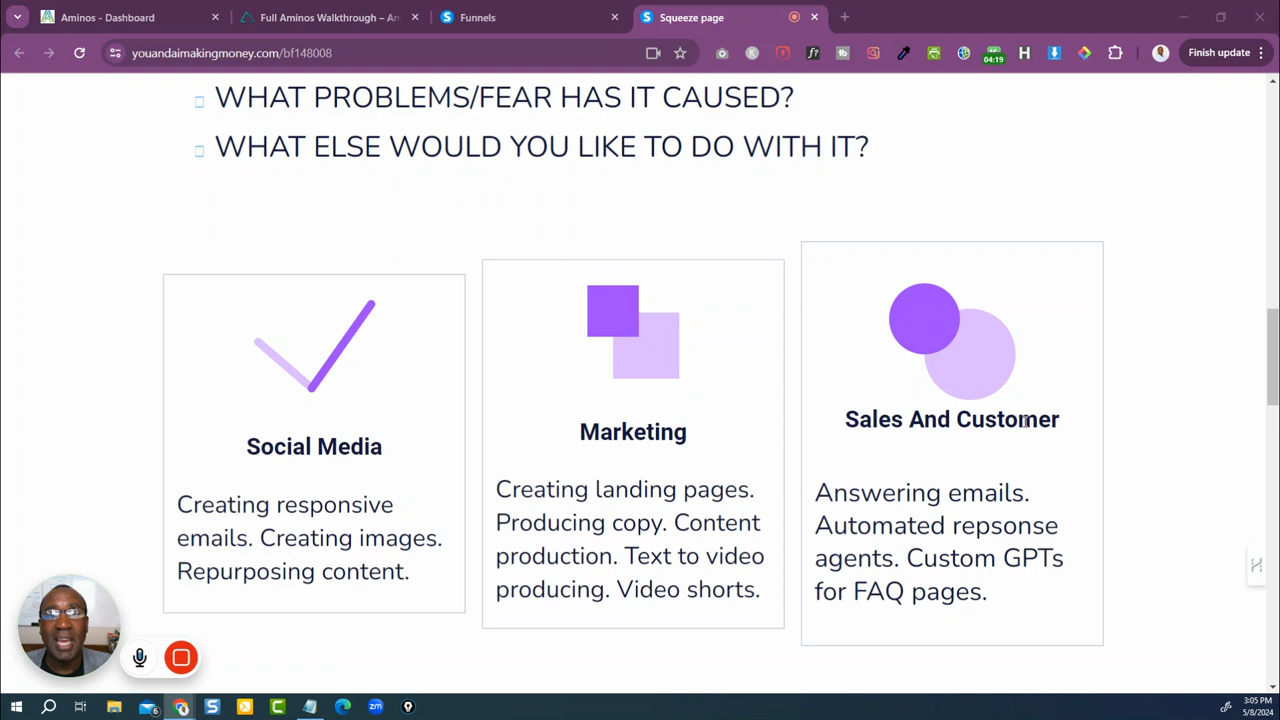 Aminos - Dashboard
Full Aminos Walkthrough – Am
Funnels
Squeeze page
youandaimakingmoney.com/bf148008
04:19
Finish update
WHAT PROBLEMS/FEAR HAS IT CAUSED?
WHAT ELSE WOULD YOU LIKE TO DO WITH IT?
Social Media
Creating responsive
emails. Creating images.
Repurposing content.
Marketing
Creating landing pages.
Producing copy. Content
production. Text to video
producing. Video shorts.
Sales And Customer
Answering emails.
Automated repsonse
agents. Custom GPTs
for FAQ pages.
3:05 PM
5/8/2024